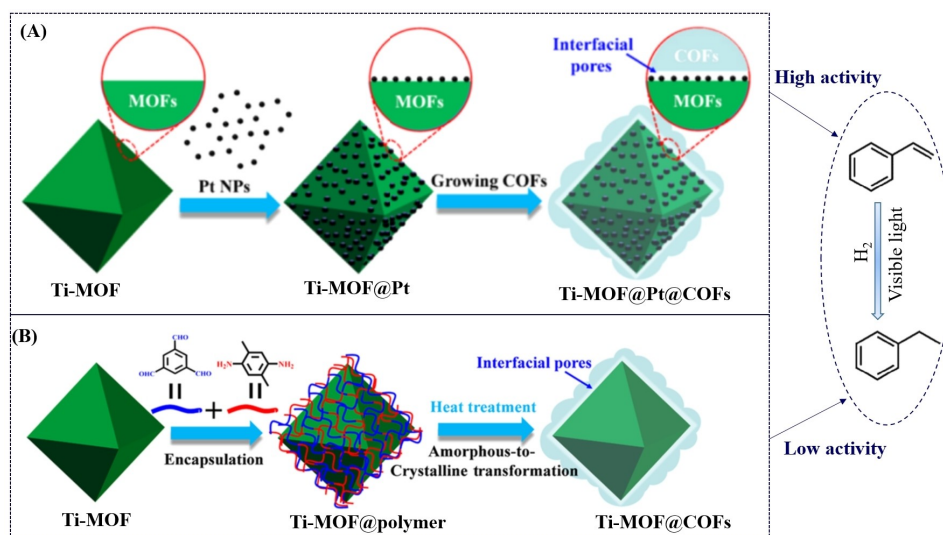 (A)
MOFs
Pt NPs
Ti-MOF
MOFs
Growing COFs
Ti-MOF@Pt
Interfacial
pores
COFs
MOFs
Ti-MOF@Pt@COFs
(B)
CHO
OHC
CHO
H₂N
NH₂
+
Encapsulation
Ti-MOF
Ti-MOF@polymer
Heat treatment
Amorphous-to-
Crystalline transformation
Interfacial pores
Ti-MOF@COFs
High activity
H₂
Visible light
Low activity